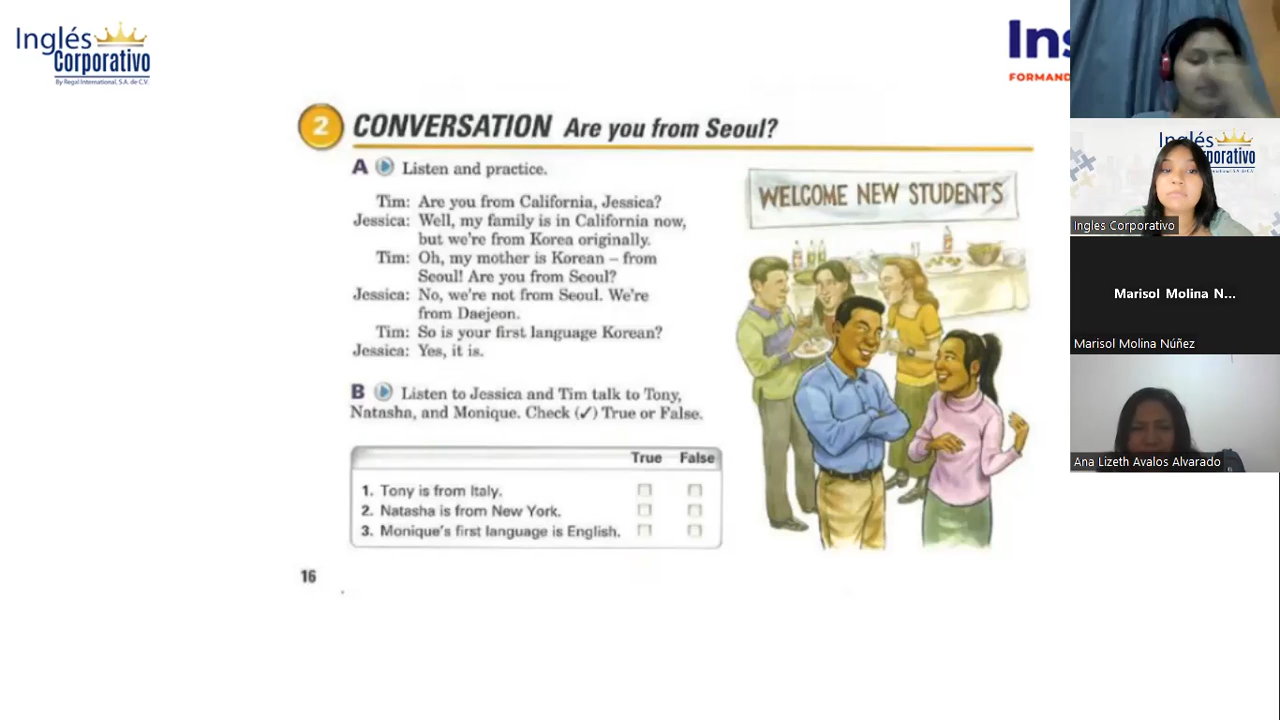 Inglés
Corporativo
By Regal International, S.A. de C.V.
Ins
FORMAND
2 CONVERSATION Are you from Seoul?
A Listen and practice.
Tim: Are you from California, Jessica?
Jessica: Well, my family is in California now,
but we're from Korea originally.
Tim: Oh, my mother is Korean – from
Seoul! Are you from Seoul?
Jessica: No, we're not from Seoul. We're
from Daejeon.
Tim: So is your first language Korean?
Jessica: Yes, it is.
B Listen to Jessica and Tim talk to Tony,
Natasha, and Monique. Check (✓) True or False.
True False
1. Tony is from Italy.
2. Natasha is from New York.
3. Monique's first language is English.
16
WELCOME NEW STUDENTS
Inglés
porativo
Ingles Corporativo
Marisol Molina N...
Marisol Molina Núñez
Ana Lizeth Avalos Alvarado